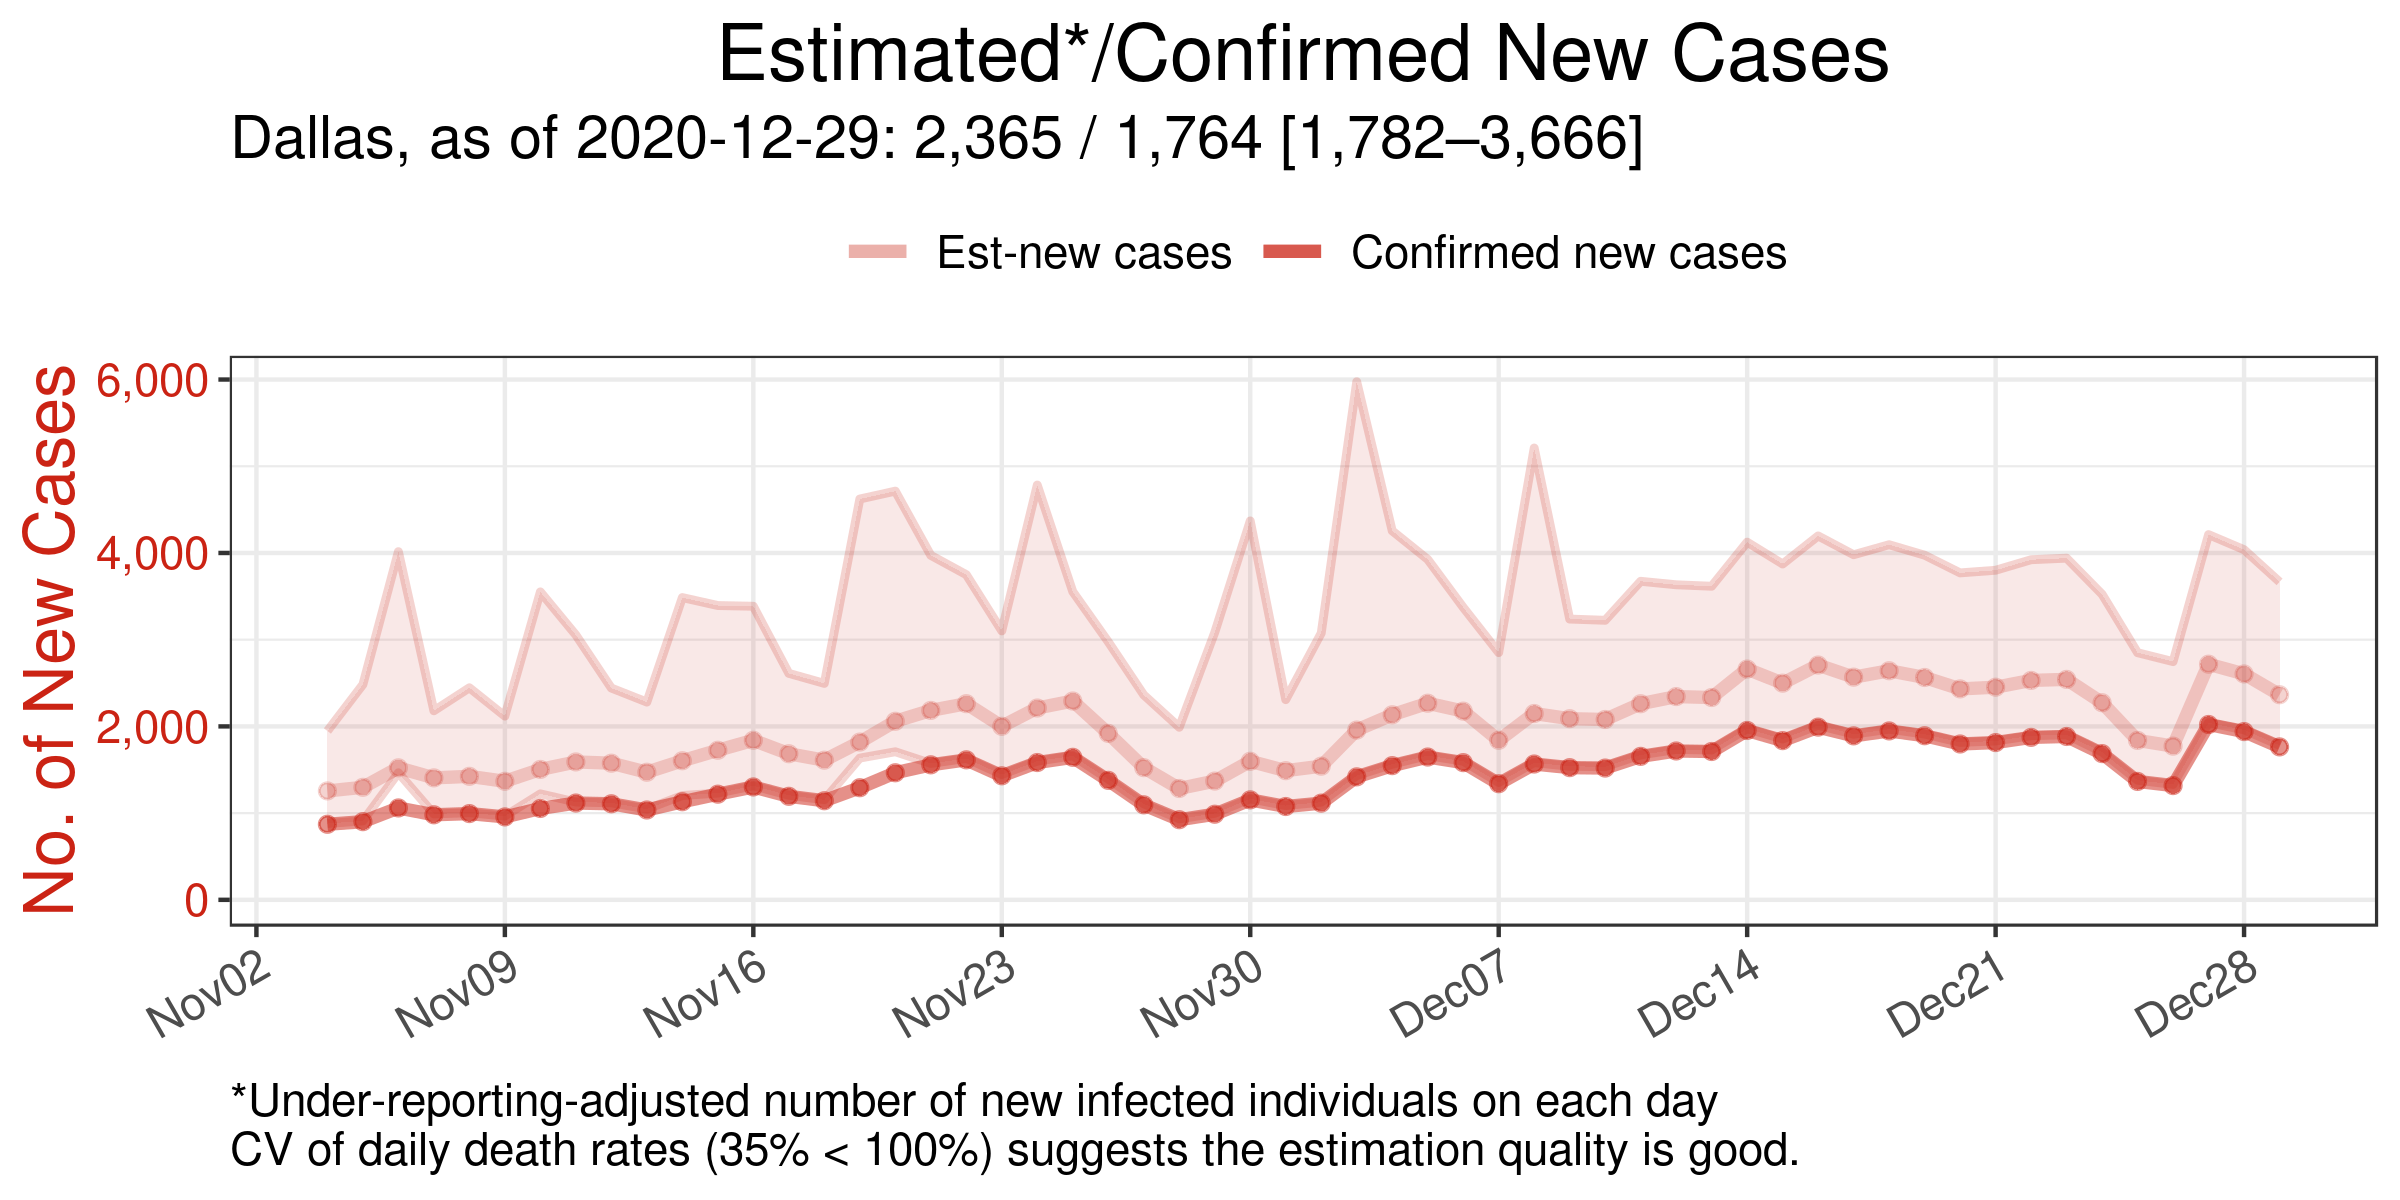 Estimated*/Confirmed New Cases
Dallas, as of 2020-12-29: 2,365 / 1,764 [1,782–3,666]
Est-new cases
Confirmed new cases
No. of New Cases
6,000
4,000
2,000
0
Nov02
Nov09
Nov16
Nov23
Nov30
Dec07
Dec14
Dec21
Dec28
*Under-reporting-adjusted number of new infected individuals on each day
CV of daily death rates (35% < 100%) suggests the estimation quality is good.